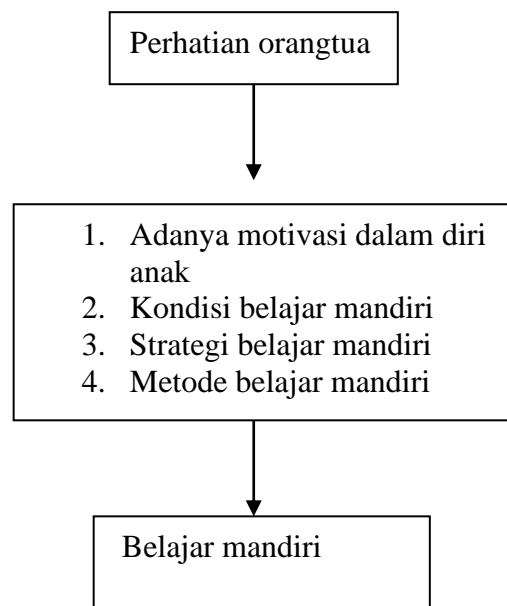 Perhatian orangtua
1. Adanya motivasi dalam diri
anak
2. Kondisi belajar mandiri
3. Strategi belajar mandiri
4. Metode belajar mandiri
Belajar mandiri